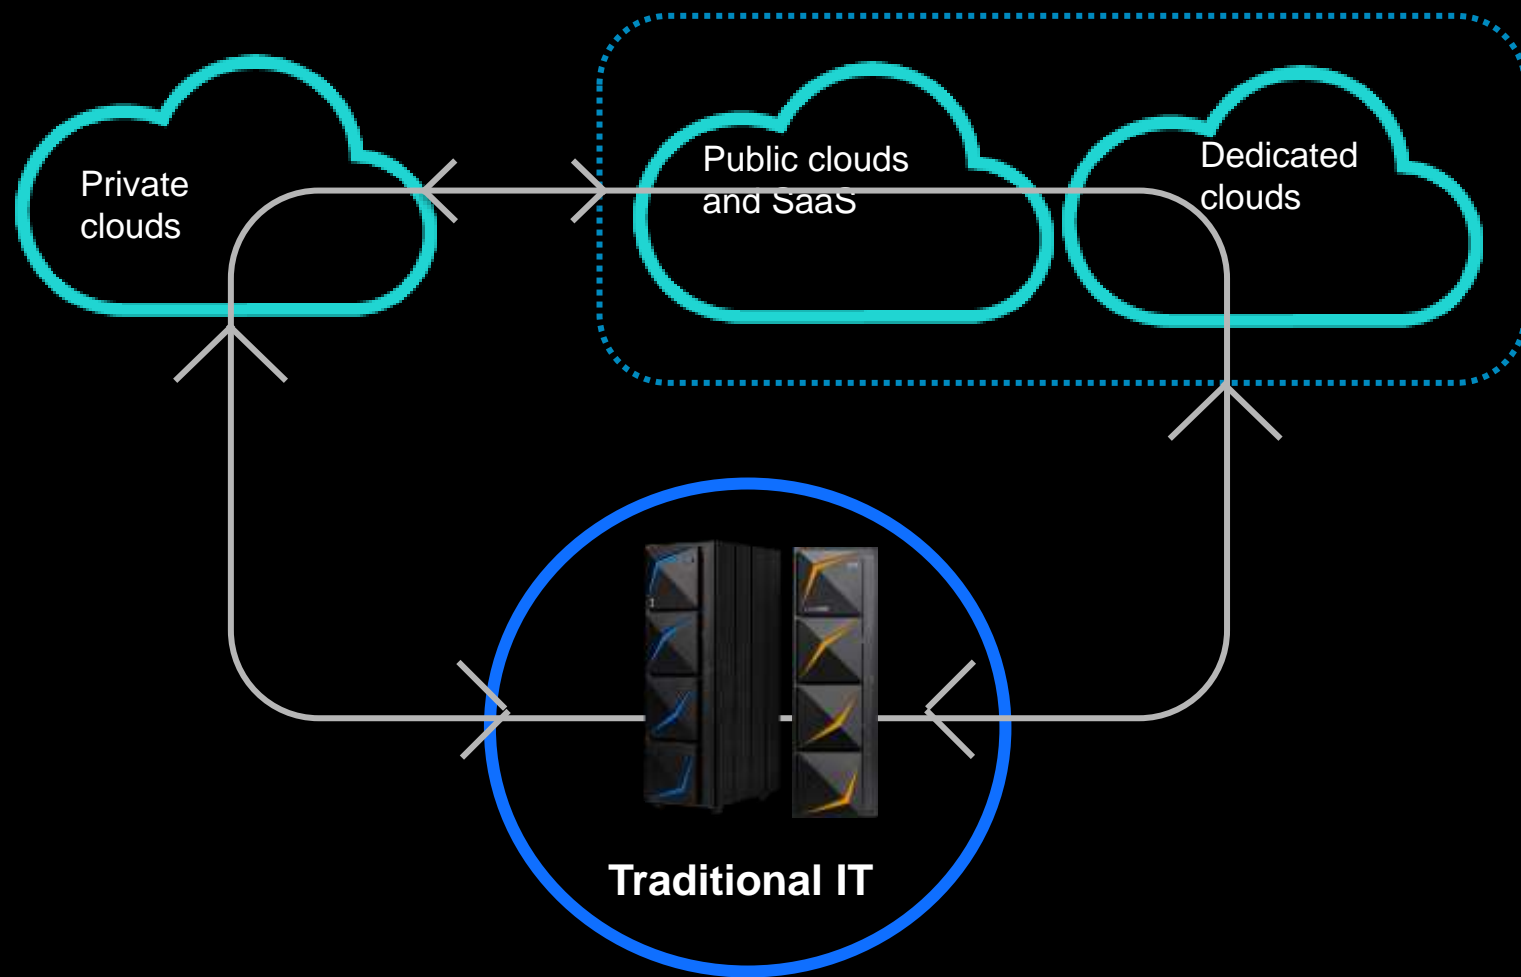 Private
clouds
Public clouds
and SaaS
Dedicated
clouds
Traditional IT